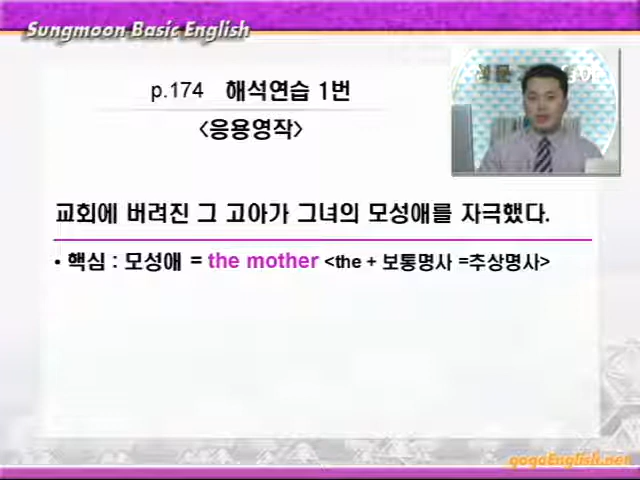 Sungmoon Basic English
p.174 해석연습 1번
<응용영작>
교회에 버려진 그 고아가 그녀의 모성애를 자극했다.
• 핵심 : 모성애 = the mother <the + 보통명사 =추상명사>
gogoEnglish.net